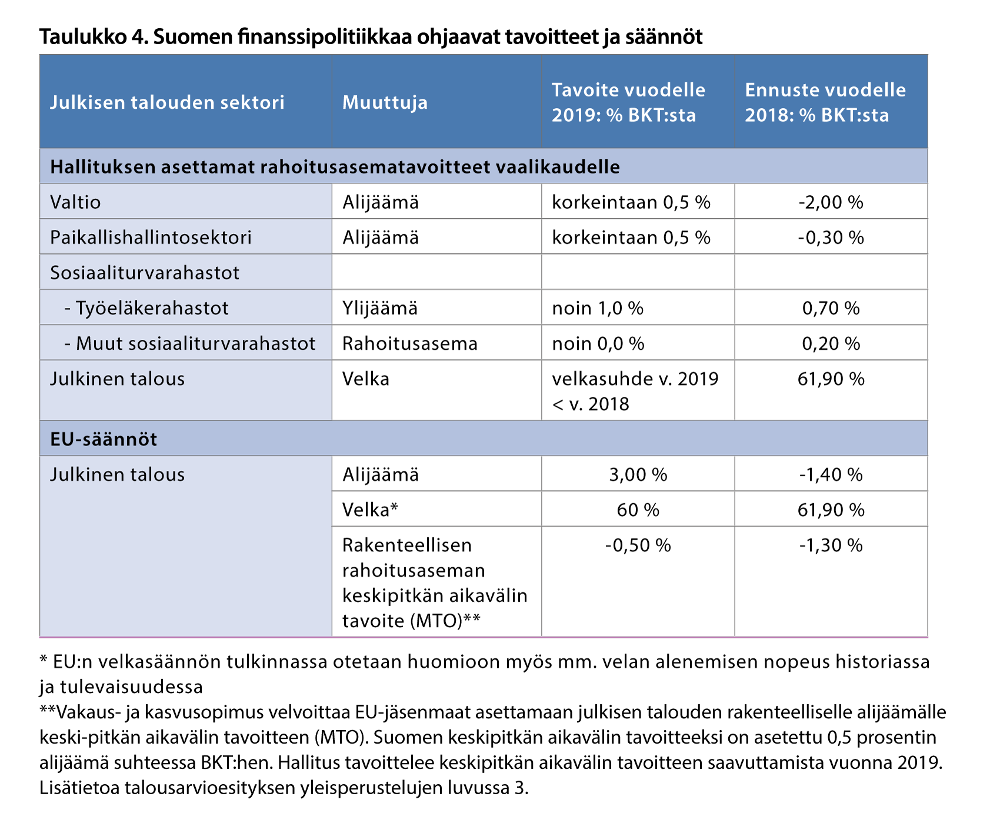 Taulukko 4. Suomen finanssipolitiikkaa ohjaavat tavoitteet ja säännöt
Julkisen talouden sektori
Muuttuja
Tavoite vuodelle
2019: % BKT:sta
Ennuste vuodelle
2018: % BKT:sta
Hallituksen asettamat rahoitusasematavoitteet vaalikaudelle
Valtio
Alijäämä
korkeintaan 0,5 %
-2,00 %
Paikallishallintosektori
Alijäämä
korkeintaan 0,5 %
-0,30 %
Sosiaaliturvarahastot
- Työeläkerahastot
Ylijäämä
noin 1,0 %
0,70 %
- Muut sosiaaliturvarahastot
Rahoitusasema
noin 0,0 %
0,20 %
Julkinen talous
Velka
velkasuhde v. 2019
< v. 2018
61,90 %
EU-säännöt
Julkinen talous
Alijäämä
3,00 %
-1,40 %
Velka*
60 %
61,90 %
Rakenteellisen
rahoitusaseman
keskipitkän aikavälin
tavoite (MTO)**
-0,50 %
-1,30 %
* EU:n velkasäännön tulkinnassa otetaan huomioon myös mm. velan alenemisen nopeus historiassa
ja tulevaisuudessa
**Vakaus- ja kasvusopimus velvoittaa EU-jäsenmaat asettamaan julkisen talouden rakenteelliselle alijäämälle
keski-pitkän aikavälin tavoitteen (MTO). Suomen keskipitkän aikavälin tavoitteeksi on asetettu 0,5 prosentin
alijäämä suhteessa BKT:hen. Hallitus tavoittelee keskipitkän aikavälin tavoitteen saavuttamista vuonna 2019.
Lisätietoa talousarvioesityksen yleisperustelujen luvussa 3.